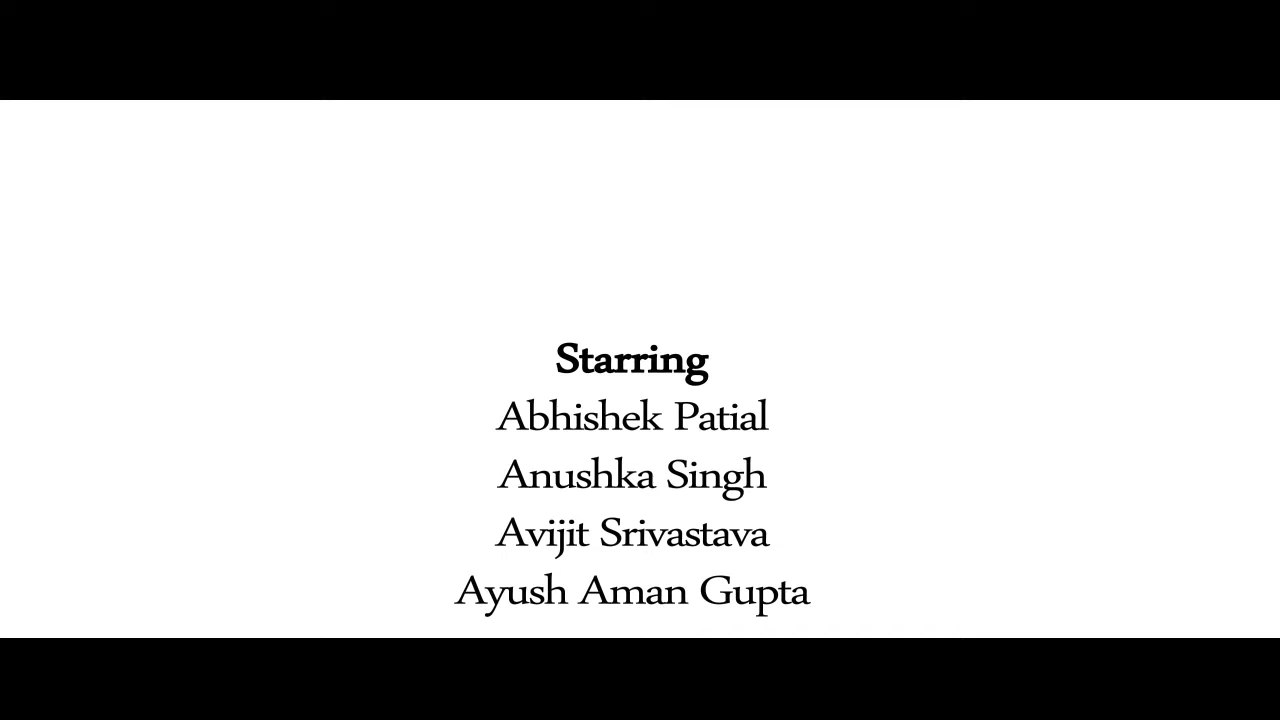 Starring
Abhishek Patial
Anushka Singh
Avijit Srivastava
Ayush Aman Gupta